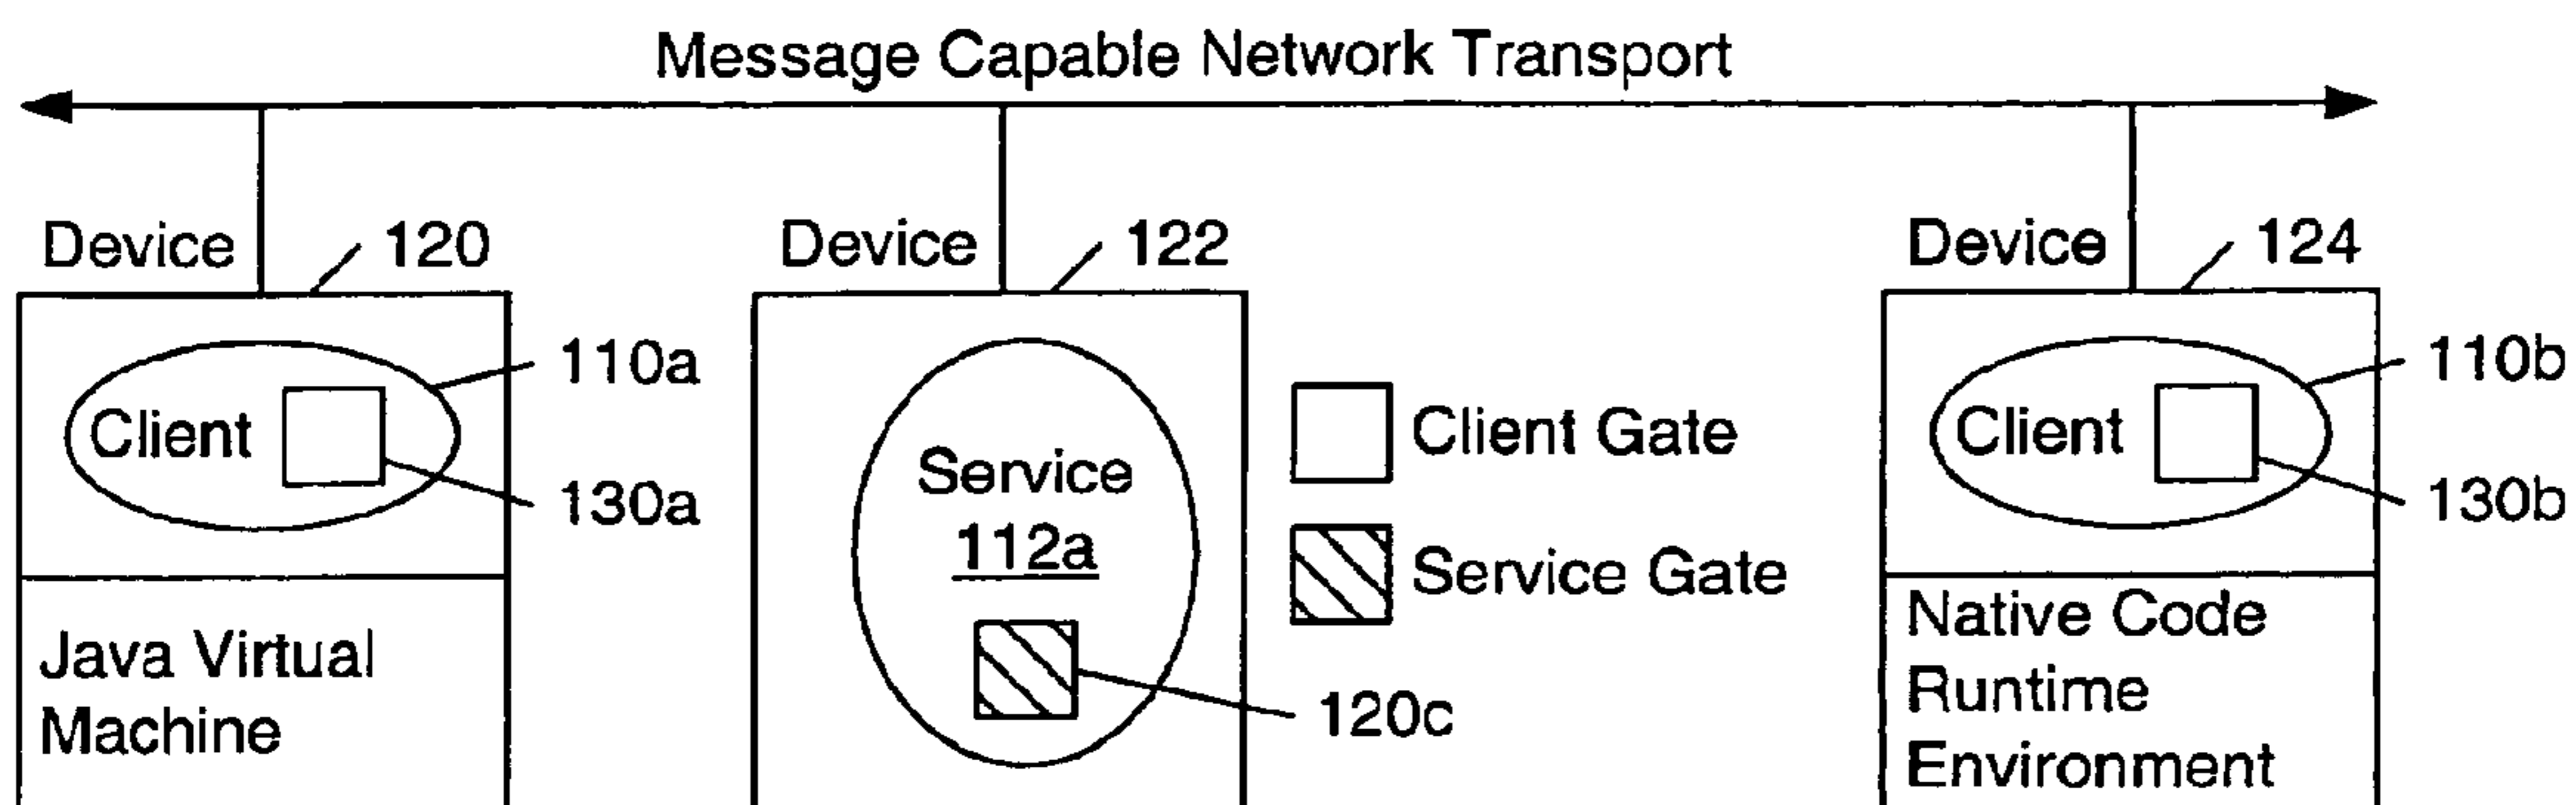 Message Capable Network Transport
Device
120
Device
122
Device
124
110a
Client
130a
Java Virtual
Machine
Service
112a
120c
Client Gate
Service Gate
110b
Client
130b
Native Code
Runtime
Environment